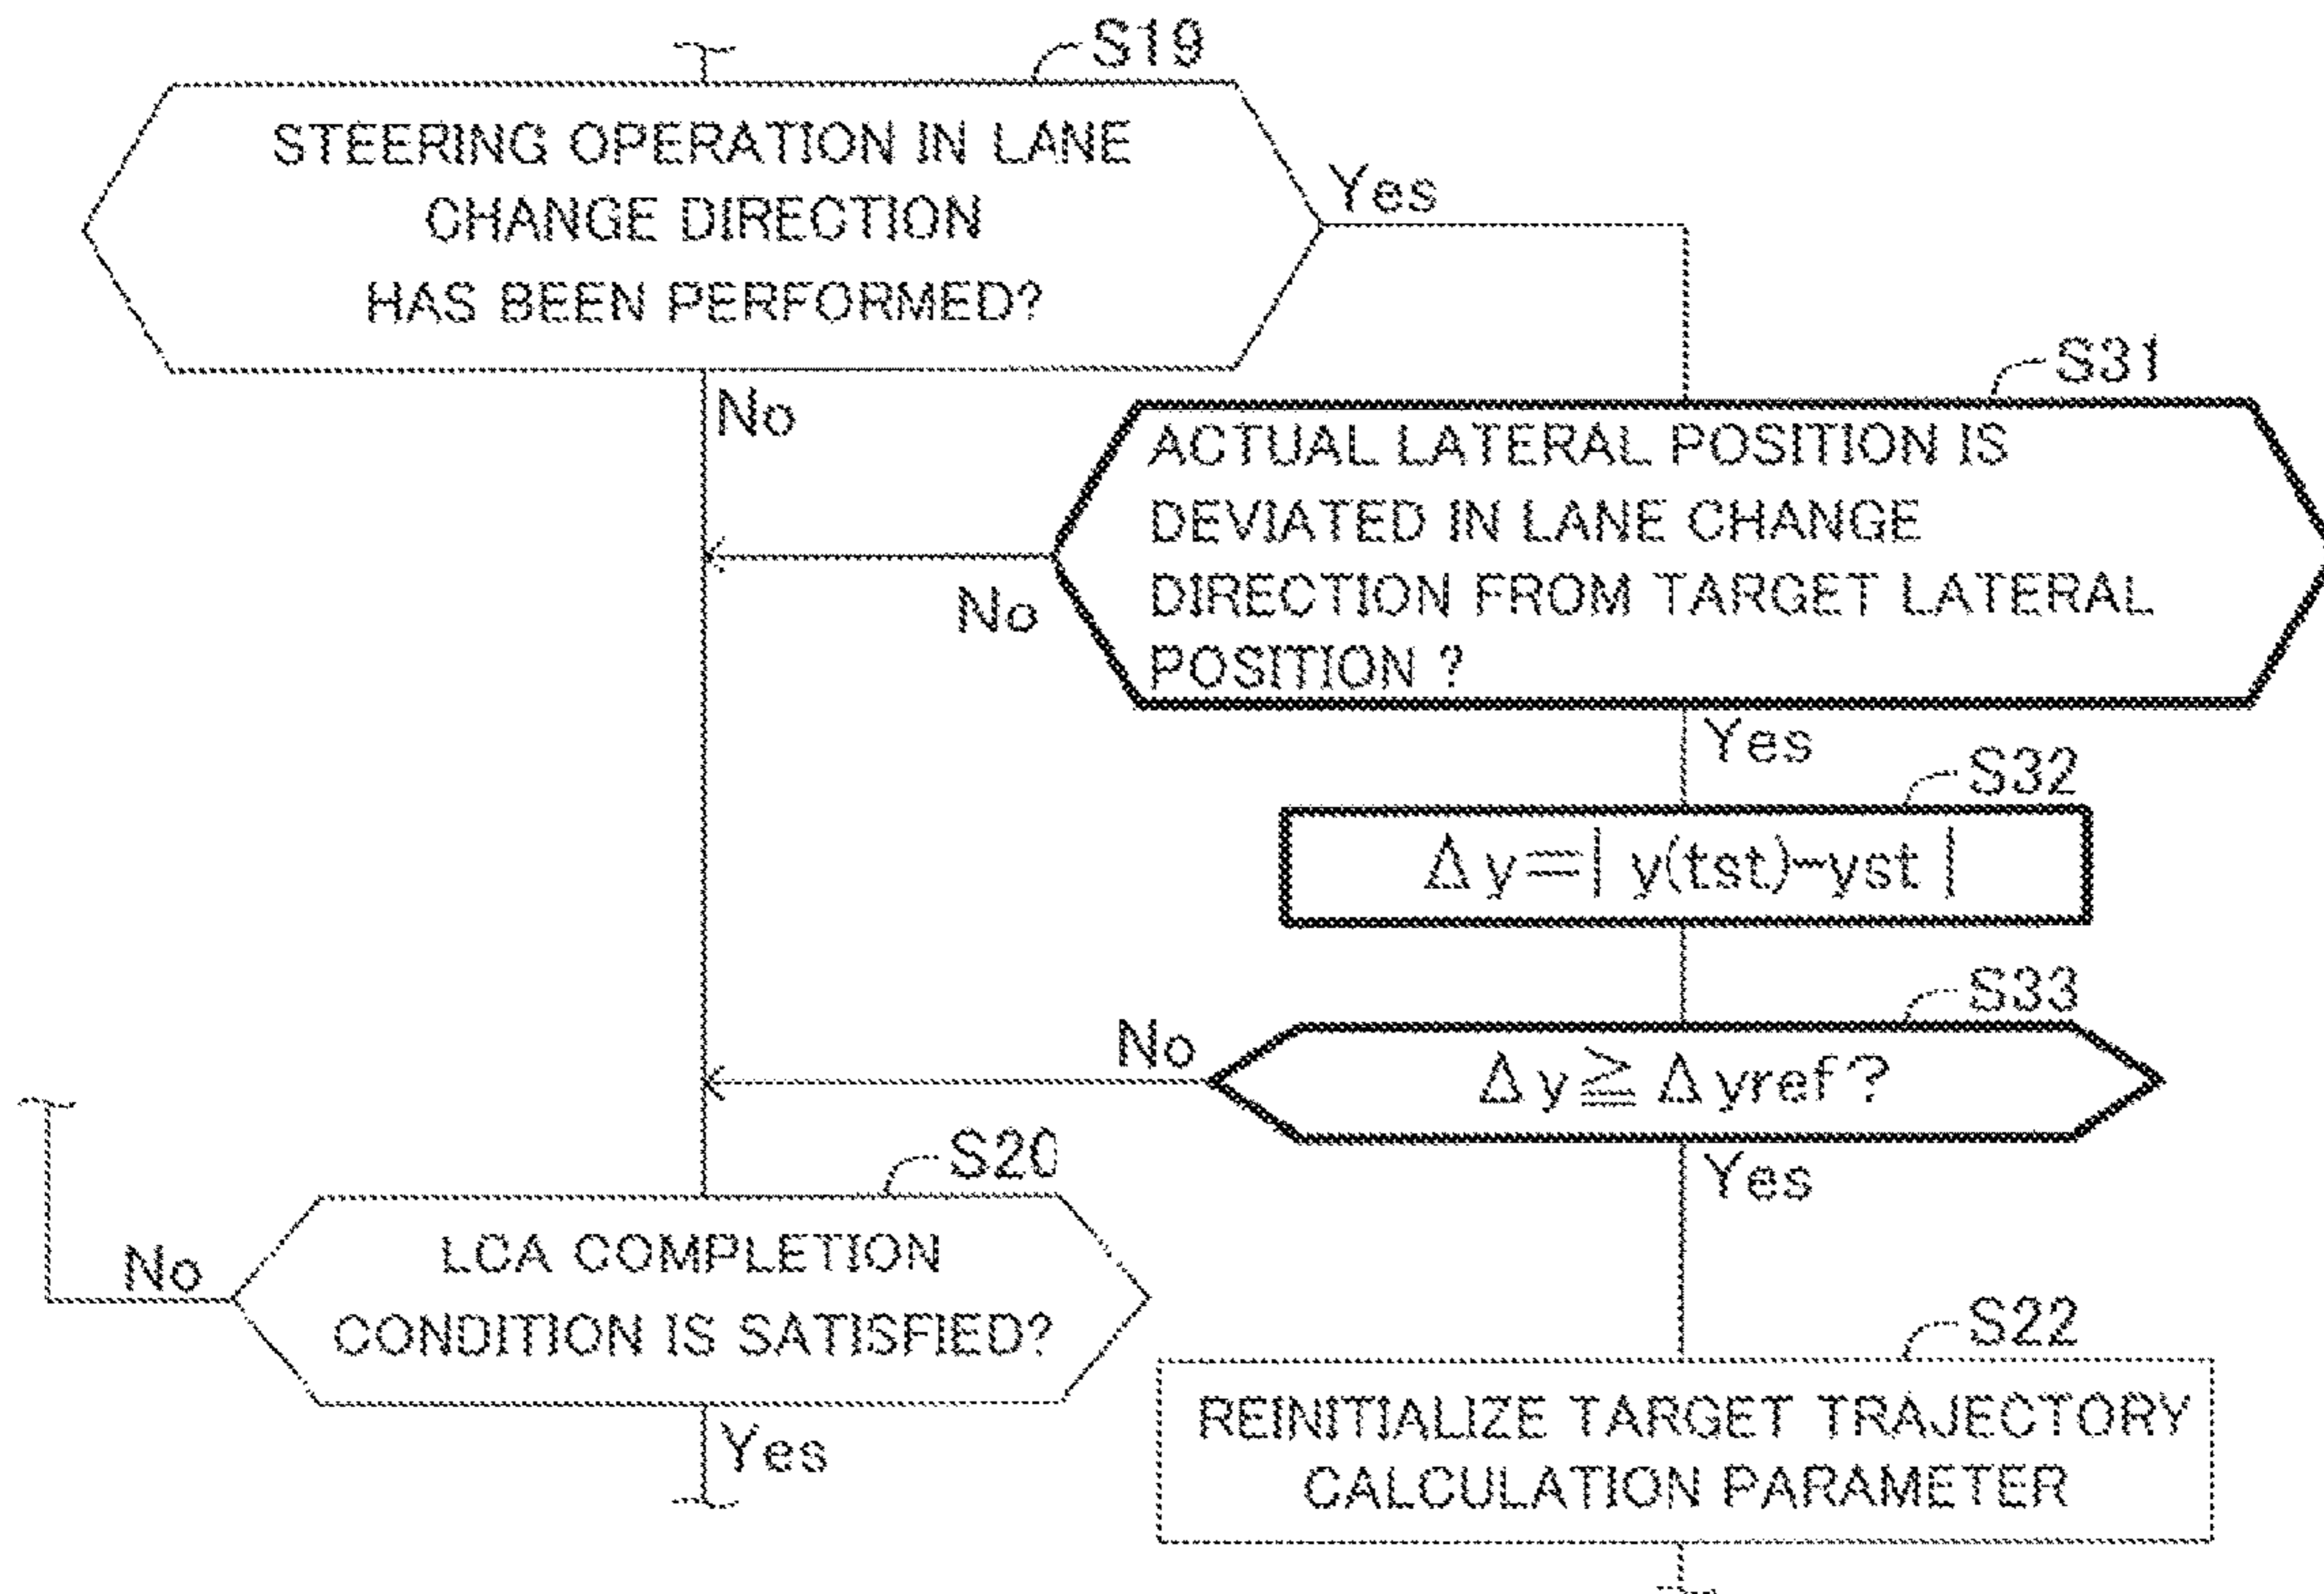 S19
STEERING OPERATION IN LANE
CHANGE DIRECTION
HAS BEEN PERFORMED?
Yes
No
S31
ACTUAL LATERAL POSITION IS
DEVIATED IN LANE CHANGE
DIRECTION FROM TARGET LATERAL
POSITION ?
No
Yes
S32
Δy=| y(tst)-yst |
S33
Δy≧Δyref?
No
Yes
S20
LCA COMPLETION
CONDITION IS SATISFIED?
No
Yes
S22
REINITIALIZE TARGET TRAJECTORY
CALCULATION PARAMETER